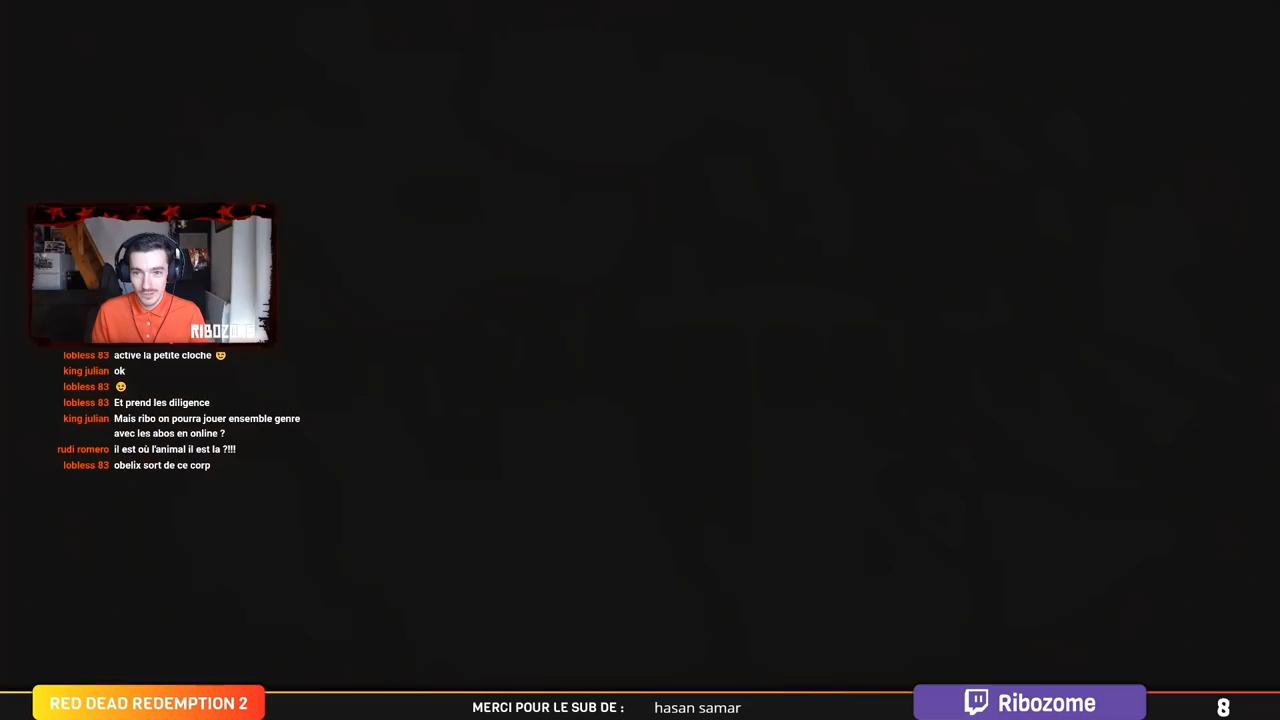 RIBOZOME
lobless 83 active la petite cloche 😉
king julian ok
lobless 83 😉
lobless 83 Et prend les diligence
king julian Mais ribo on pourra jouer ensemble genre
avec les abos en online ?
rudi romero il est où l'animal il est la ?!!!
lobless 83 obelix sort de ce corp
RED DEAD REDEMPTION 2
MERCI POUR LE SUB DE : hasan samar
Ribozome
8